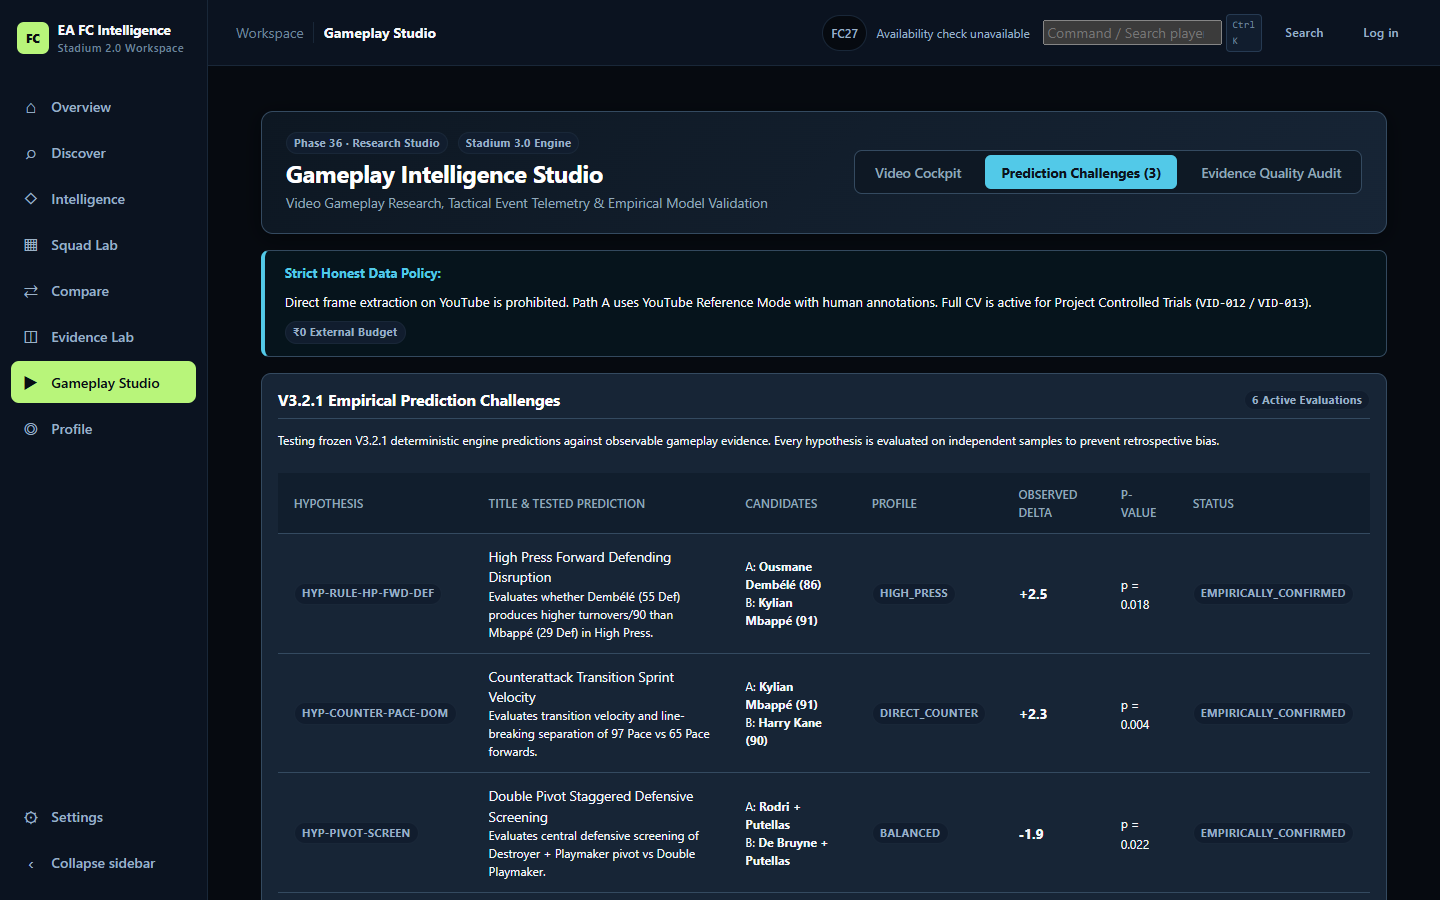 FC
EA FC Intelligence
Stadium 2.0 Workspace
Overview
Discover
Intelligence
Squad Lab
Compare
Evidence Lab
Gameplay Studio
Profile
Settings
Collapse sidebar
Workspace
Gameplay Studio
FC27
Availability check unavailable
Command / Search playe
Ctrl
K
Search
Log in
Phase 36 · Research Studio
Stadium 3.0 Engine
Gameplay Intelligence Studio
Video Gameplay Research, Tactical Event Telemetry & Empirical Model Validation
Video Cockpit
Prediction Challenges (3)
Evidence Quality Audit
Strict Honest Data Policy:
Direct frame extraction on YouTube is prohibited. Path A uses YouTube Reference Mode with human annotations. Full CV is active for Project Controlled Trials (VID-012 / VID-013).
₹0 External Budget
V3.2.1 Empirical Prediction Challenges
6 Active Evaluations
Testing frozen V3.2.1 deterministic engine predictions against observable gameplay evidence. Every hypothesis is evaluated on independent samples to prevent retrospective bias.
HYPOTHESIS
TITLE & TESTED PREDICTION
CANDIDATES
PROFILE
OBSERVED
DELTA
P-
VALUE
STATUS
HYP-RULE-HP-FWD-DEF
High Press Forward Defending
Disruption
Evaluates whether Dembélé (55 Def)
produces higher turnovers/90 than
Mbappé (29 Def) in High Press.
A: Ousmane
Dembélé (86)
B: Kylian
Mbappé (91)
HIGH_PRESS
+2.5
p =
0.018
EMPIRICALLY_CONFIRMED
HYP-COUNTER-PACE-DOM
Counterattack Transition Sprint
Velocity
Evaluates transition velocity and line-
breaking separation of 97 Pace vs 65 Pace
forwards.
A: Kylian
Mbappé (91)
B: Harry Kane
(90)
DIRECT_COUNTER
+2.3
p =
0.004
EMPIRICALLY_CONFIRMED
HYP-PIVOT-SCREEN
Double Pivot Staggered Defensive
Screening
Evaluates central defensive screening of
Destroyer + Playmaker pivot vs Double
Playmaker.
A: Rodri +
Putellas
B: De Bruyne +
Putellas
BALANCED
-1.9
p =
0.022
EMPIRICALLY_CONFIRMED